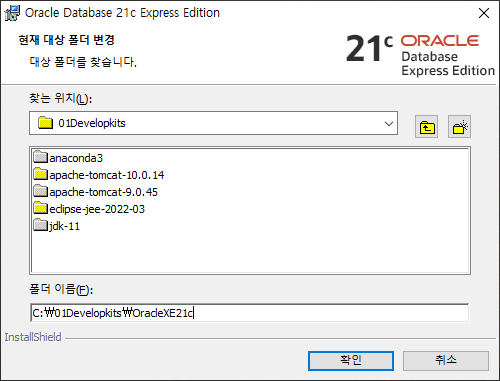 Oracle Database 21c Express Edition
현재 대상 폴더 변경
대상 폴더를 찾습니다.
21c ORACLE
Database
Express Edition
찾는 위치(L):
01Developkits
anaconda3
apache-tomcat-10.0.14
apache-tomcat-9.0.45
eclipse-jee-2022-03
jdk-11
폴더 이름(F):
C:₩01Developkits₩OracleXE21c
InstallShield
확인
취소